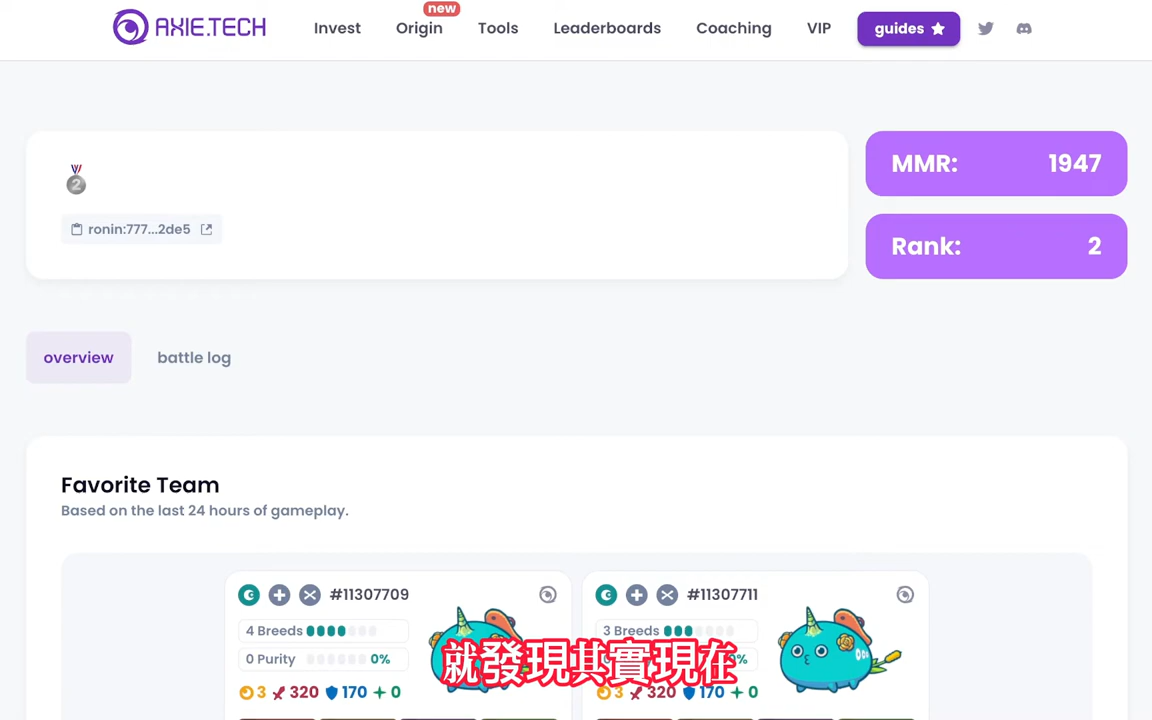 AXIE.TECH
Invest
new
Origin
Tools
Leaderboards
Coaching
VIP
guides
2
ronin:777...2de5
MMR: 1947
Rank: 2
overview
battle log
Favorite Team
Based on the last 24 hours of gameplay.
#11307709
4 Breeds
0 Purity 0%
3 320 170 0
#11307711
3 Breeds
%
3 320 170 0
就發現其實現在